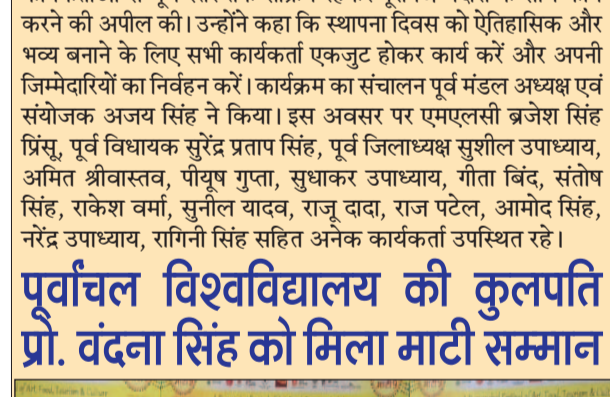 करने की अपील की। उन्होंने कहा कि स्थापना दिवस को ऐतिहासिक और
भव्य बनाने के लिए सभी कार्यकर्ता एकजुट होकर कार्य करें और अपनी
जिम्मेदारियों का निर्वहन करें। कार्यक्रम का संचालन पूर्व मंडल अध्यक्ष एवं
संयोजक अजय सिंह ने किया। इस अवसर पर एमएलसी ब्रजेश सिंह
प्रिंसू, पूर्व विधायक सुरेंद्र प्रताप सिंह, पूर्व जिलाध्यक्ष सुशील उपाध्याय,
अमित श्रीवास्तव, पीयूष गुप्ता, सुधाकर उपाध्याय, गीता बिंद, संतोष
सिंह, राकेश वर्मा, सुनील यादव, राजू दादा, राज पटेल, आमोद सिंह,
नरेंद्र उपाध्याय, रागिनी सिंह सहित अनेक कार्यकर्ता उपस्थित रहे।
पूर्वांचल विश्वविद्यालय की कुलपति
प्रो. वंदना सिंह को मिला माटी सम्मान